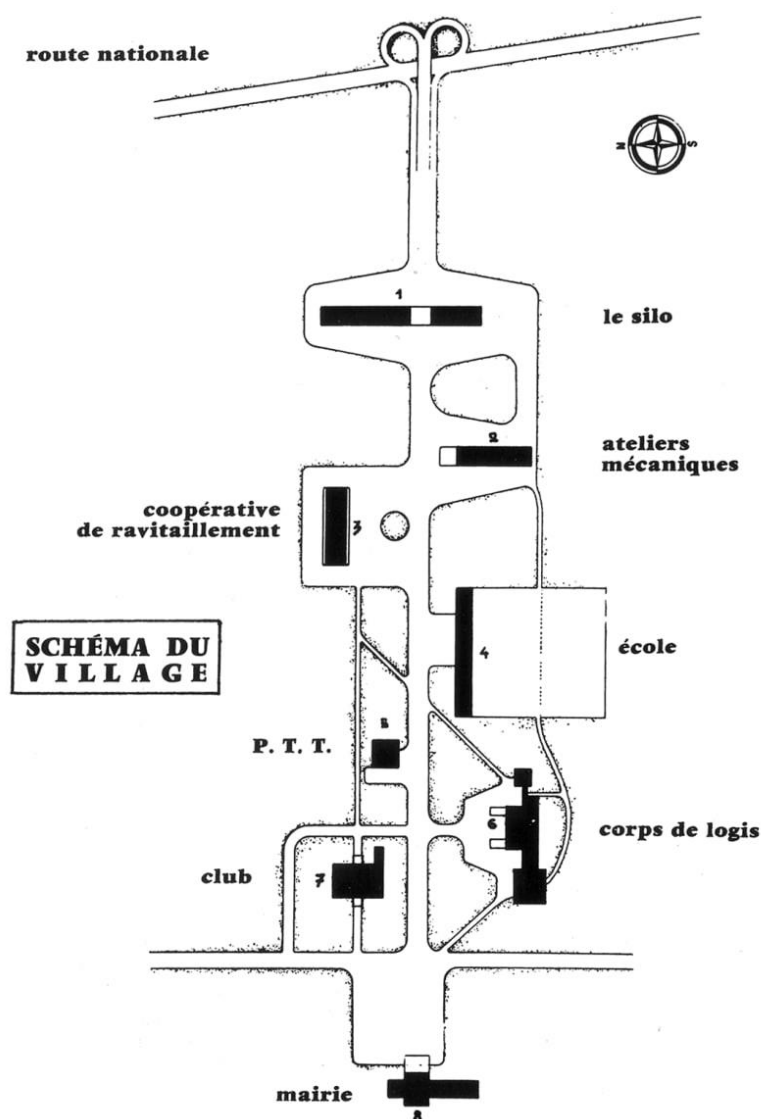 route nationale
N
S
1
le silo
2
ateliers
mécaniques
coopérative
de ravitaillement
3
SCHÉMA DU
VILLAGE
4
école
5
P. T. T.
6
corps de logis
club
7
mairie
8